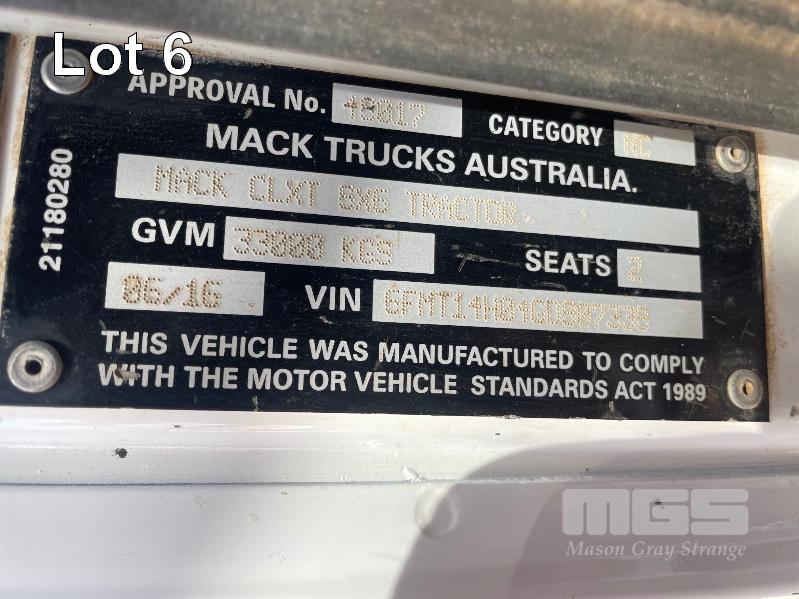 Lot 6
APPROVAL No. 48017 CATEGORY NC
MACK TRUCKS AUSTRALIA.
MACK CLXT 6X6 TRACTOR
GVM 33000 KGS SEATS 2
06/16 VIN
THIS VEHICLE WAS MANUFACTURED TO COMPLY
WITH THE MOTOR VEHICLE STANDARDS ACT 1989
21180280
MGS
Mason Gray Strange